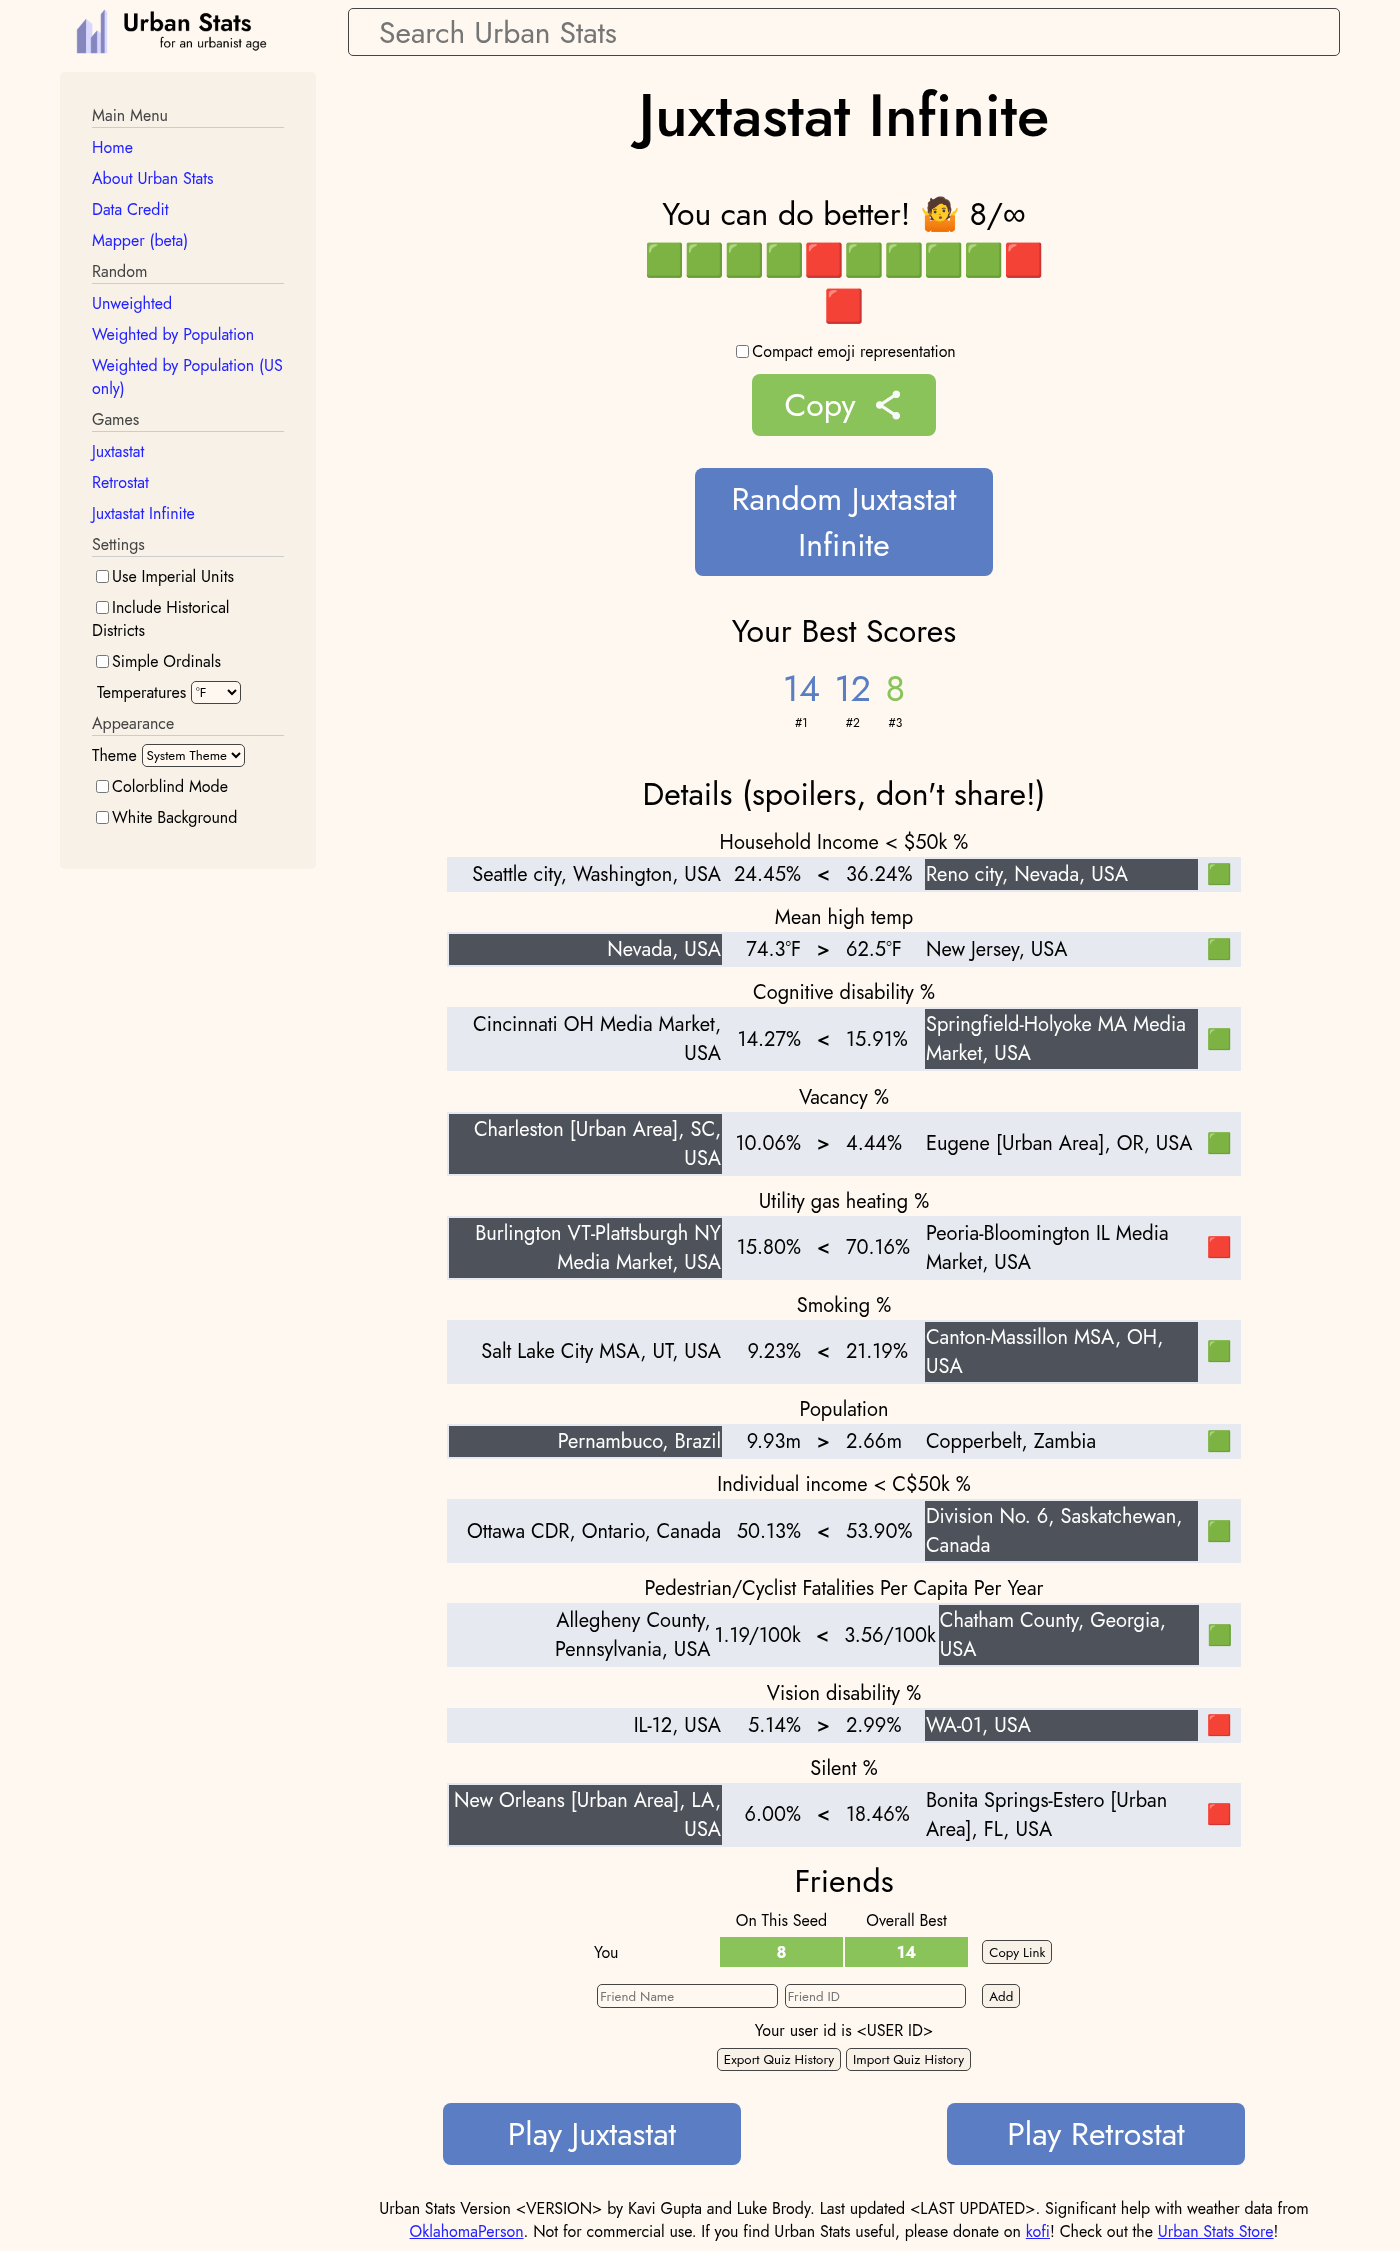 Urban Stats
for an urbanist age
Search Urban Stats
Main Menu
Home
About Urban Stats
Data Credit
Mapper (beta)
Random
Unweighted
Weighted by Population
Weighted by Population (US
only)
Games
Juxtastat
Retrostat
Juxtastat Infinite
Settings
Use Imperial Units
Include Historical
Districts
Simple Ordinals
Temperatures °F
Appearance
Theme System Theme
Colorblind Mode
White Background
Juxtastat Infinite
You can do better! 🤷 8/∞
🟩🟩🟩🟩🟥🟩🟩🟩🟩🟥
🟥
Compact emoji representation
Copy
Random Juxtastat
Infinite
Your Best Scores
14 12 8
#1 #2 #3
Details (spoilers, don't share!)
Household Income < $50k %
Seattle city, Washington, USA 24.45% < 36.24% Reno city, Nevada, USA 🟩
Mean high temp
Nevada, USA 74.3°F > 62.5°F New Jersey, USA 🟩
Cognitive disability %
Cincinnati OH Media Market,
USA 14.27% < 15.91% Springfield-Holyoke MA Media
Market, USA 🟩
Vacancy %
Charleston [Urban Area], SC,
USA 10.06% > 4.44% Eugene [Urban Area], OR, USA 🟩
Utility gas heating %
Burlington VT-Plattsburgh NY
Media Market, USA 15.80% < 70.16% Peoria-Bloomington IL Media
Market, USA 🟥
Smoking %
Salt Lake City MSA, UT, USA 9.23% < 21.19% Canton-Massillon MSA, OH,
USA 🟩
Population
Pernambuco, Brazil 9.93m > 2.66m Copperbelt, Zambia 🟩
Individual income < C$50k %
Ottawa CDR, Ontario, Canada 50.13% < 53.90% Division No. 6, Saskatchewan,
Canada 🟩
Pedestrian/Cyclist Fatalities Per Capita Per Year
Allegheny County,
Pennsylvania, USA 1.19/100k < 3.56/100k Chatham County, Georgia,
USA 🟩
Vision disability %
IL-12, USA 5.14% > 2.99% WA-01, USA 🟥
Silent %
New Orleans [Urban Area], LA,
USA 6.00% < 18.46% Bonita Springs-Estero [Urban
Area], FL, USA 🟥
Friends
On This Seed Overall Best
You 8 14 Copy Link
Friend Name Friend ID Add
Your user id is <USER ID>
Export Quiz History Import Quiz History
Play Juxtastat Play Retrostat
Urban Stats Version <VERSION> by Kavi Gupta and Luke Brody. Last updated <LAST UPDATED>. Significant help with weather data from
OklahomaPerson. Not for commercial use. If you find Urban Stats useful, please donate on kofi! Check out the Urban Stats Store!